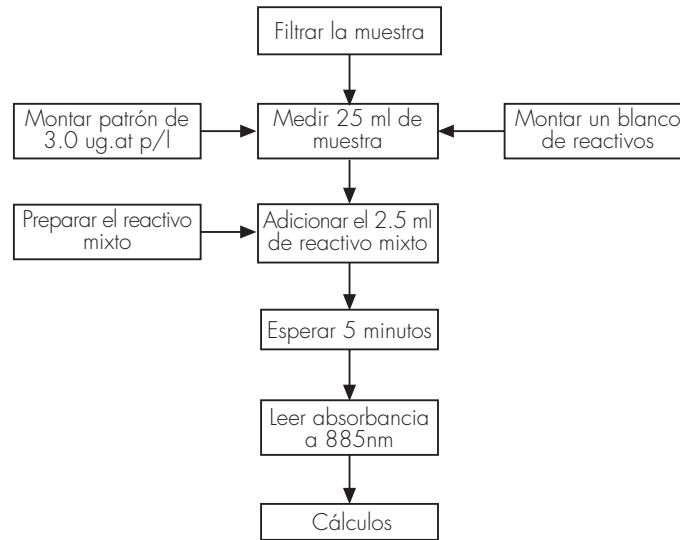 Filtrar la muestra
Montar patrón de
3.0 ug.at p/l
Medir 25 ml de
muestra
Montar un blanco
de reactivos
Preparar el reactivo
mixto
Adicionar el 2.5 ml
de reactivo mixto
Esperar 5 minutos
Leer absorbancia
a 885nm
Cálculos